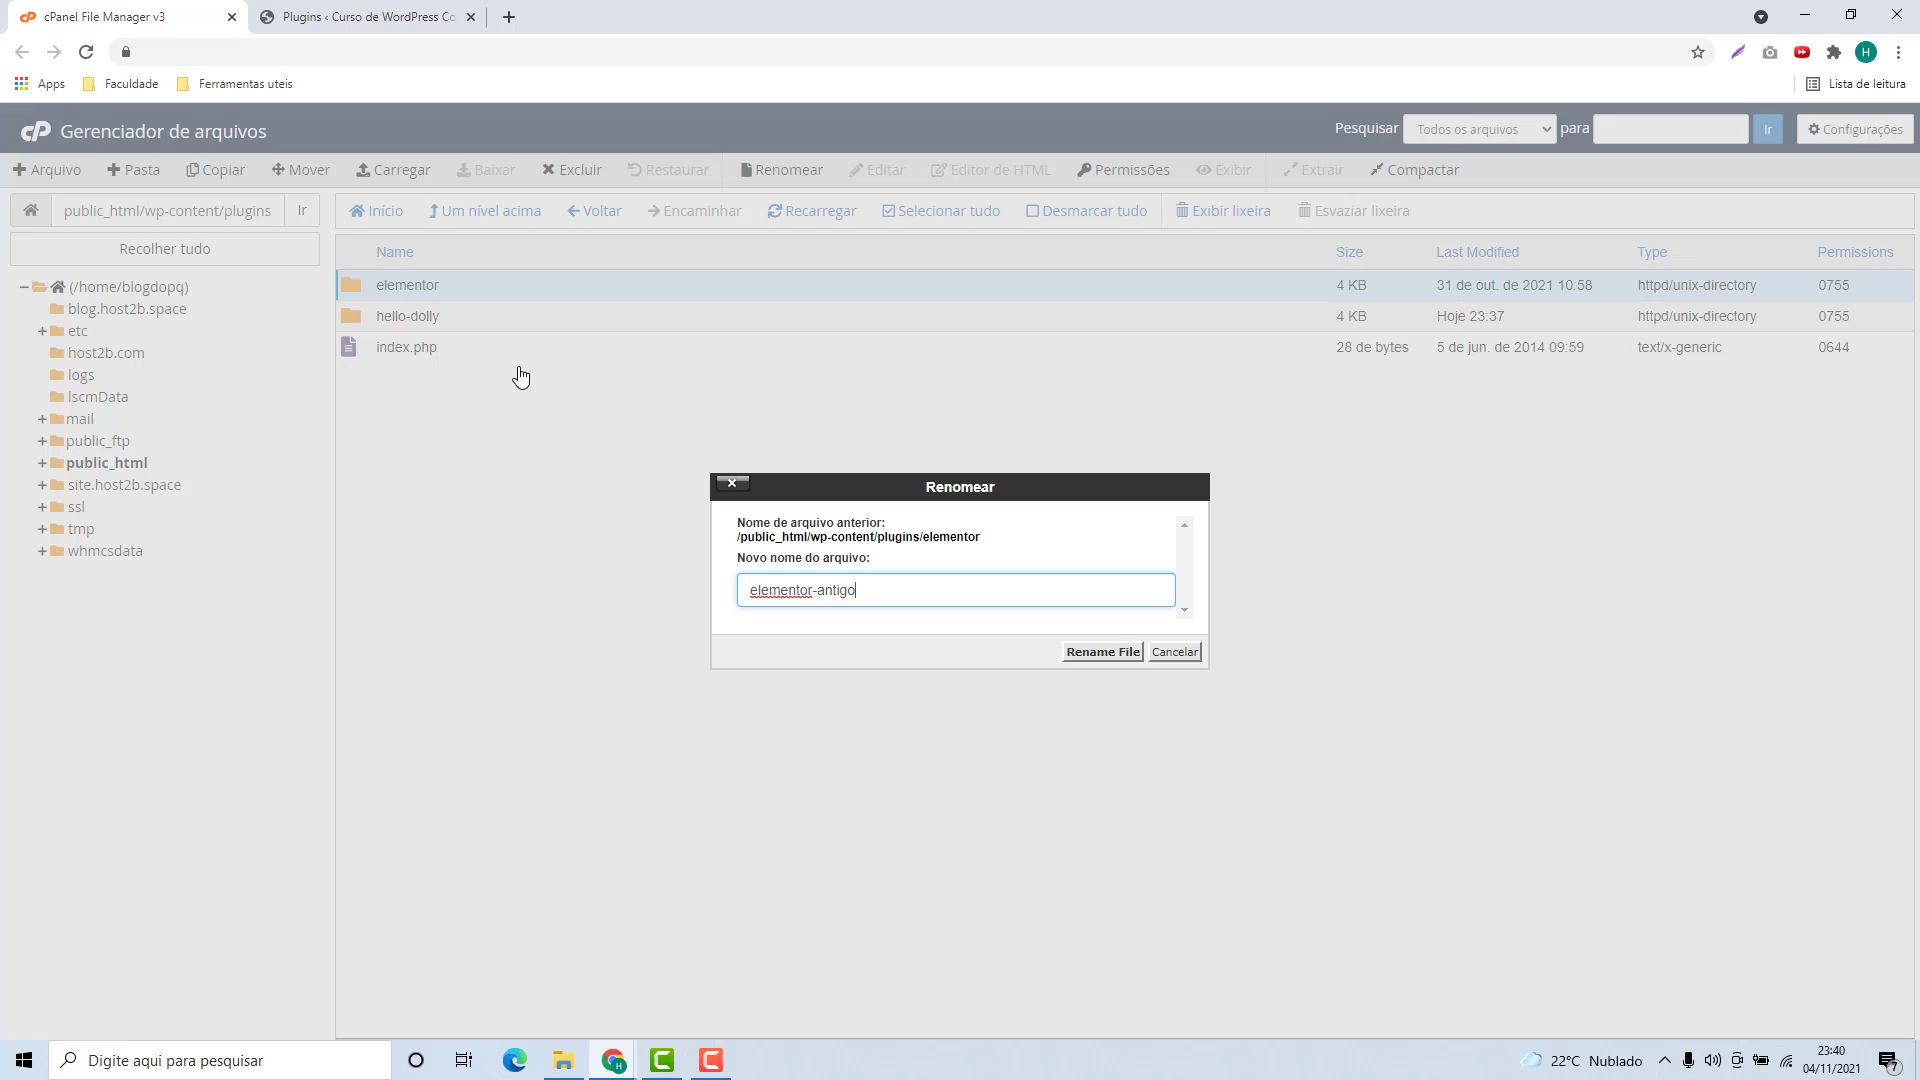 cPanel File Manager v3
Plugins ‹ Curso de WordPress Co
H
Apps
Faculdade
Ferramentas uteis
Lista de leitura
cP Gerenciador de arquivos
Pesquisar
Todos os arquivos
para
Ir
Configurações
Arquivo
Pasta
Copiar
Mover
Carregar
Baixar
Excluir
Restaurar
Renomear
Editar
Editor de HTML
Permissões
Exibir
Extrair
Compactar
public_html/wp-content/plugins
Ir
Início
Um nível acima
Voltar
Encaminhar
Recarregar
Selecionar tudo
Desmarcar tudo
Exibir lixeira
Esvaziar lixeira
Recolher tudo
(/home/blogdopq)
blog.host2b.space
etc
host2b.com
logs
lscmData
mail
public_ftp
public_html
site.host2b.space
ssl
tmp
whmcsdata
Name Size Last Modified Type Permissions
elementor 4 KB 31 de out. de 2021 10:58 httpd/unix-directory 0755
hello-dolly 4 KB Hoje 23:37 httpd/unix-directory 0755
index.php 28 de bytes 5 de jun. de 2014 09:59 text/x-generic 0644
Renomear
Nome de arquivo anterior:
/public_html/wp-content/plugins/elementor
Novo nome do arquivo:
elementor-antigo
Rename File
Cancelar
Digite aqui para pesquisar
22°C Nublado
23:40
04/11/2021
7